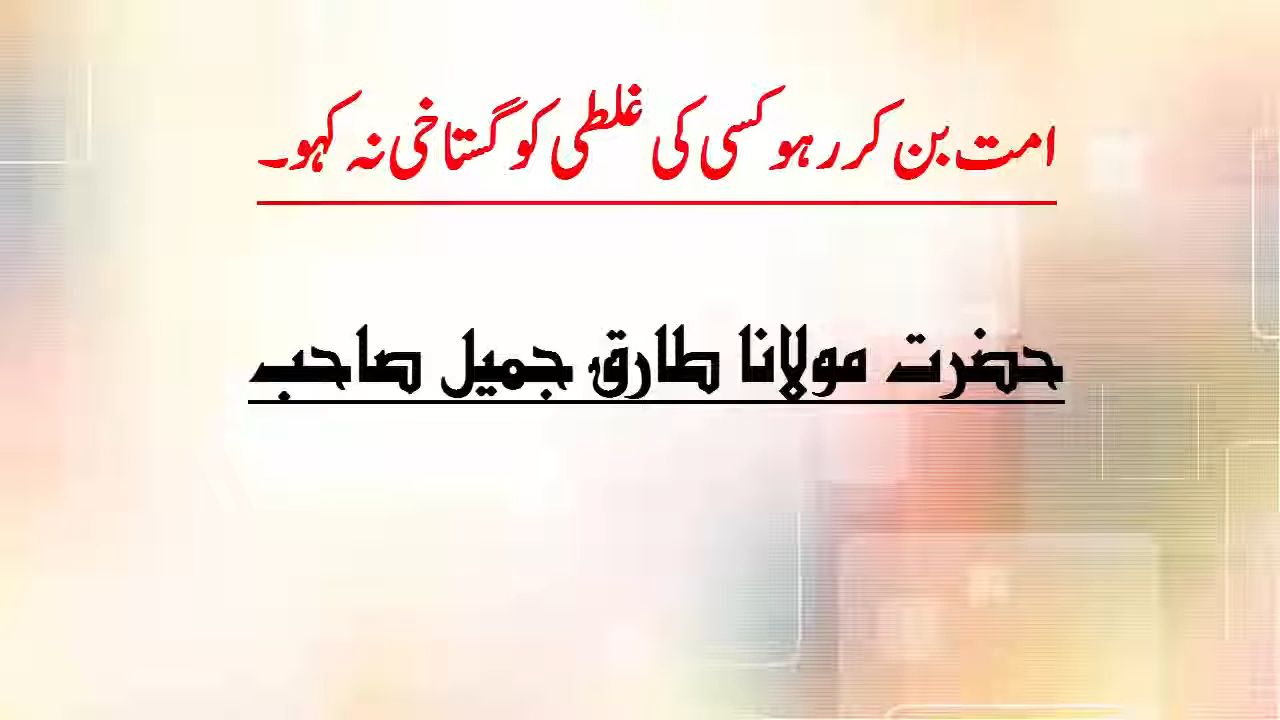 امت بن کر رہو کسی کی غلطی کو گستاخی نہ کہو۔
حضرت مولانا طارق جمیل صاحب